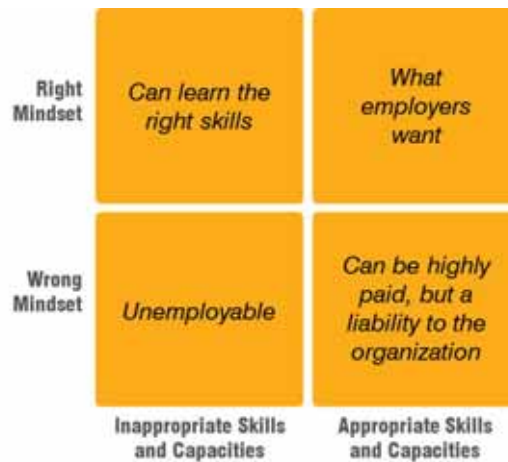 Right
Mindset
Can learn the
right skills
What
employers
want
Wrong
Mindset
Unemployable
Can be highly
paid, but a
liability to the
organization
Inappropriate Skills
and Capacities
Appropriate Skills
and Capacities